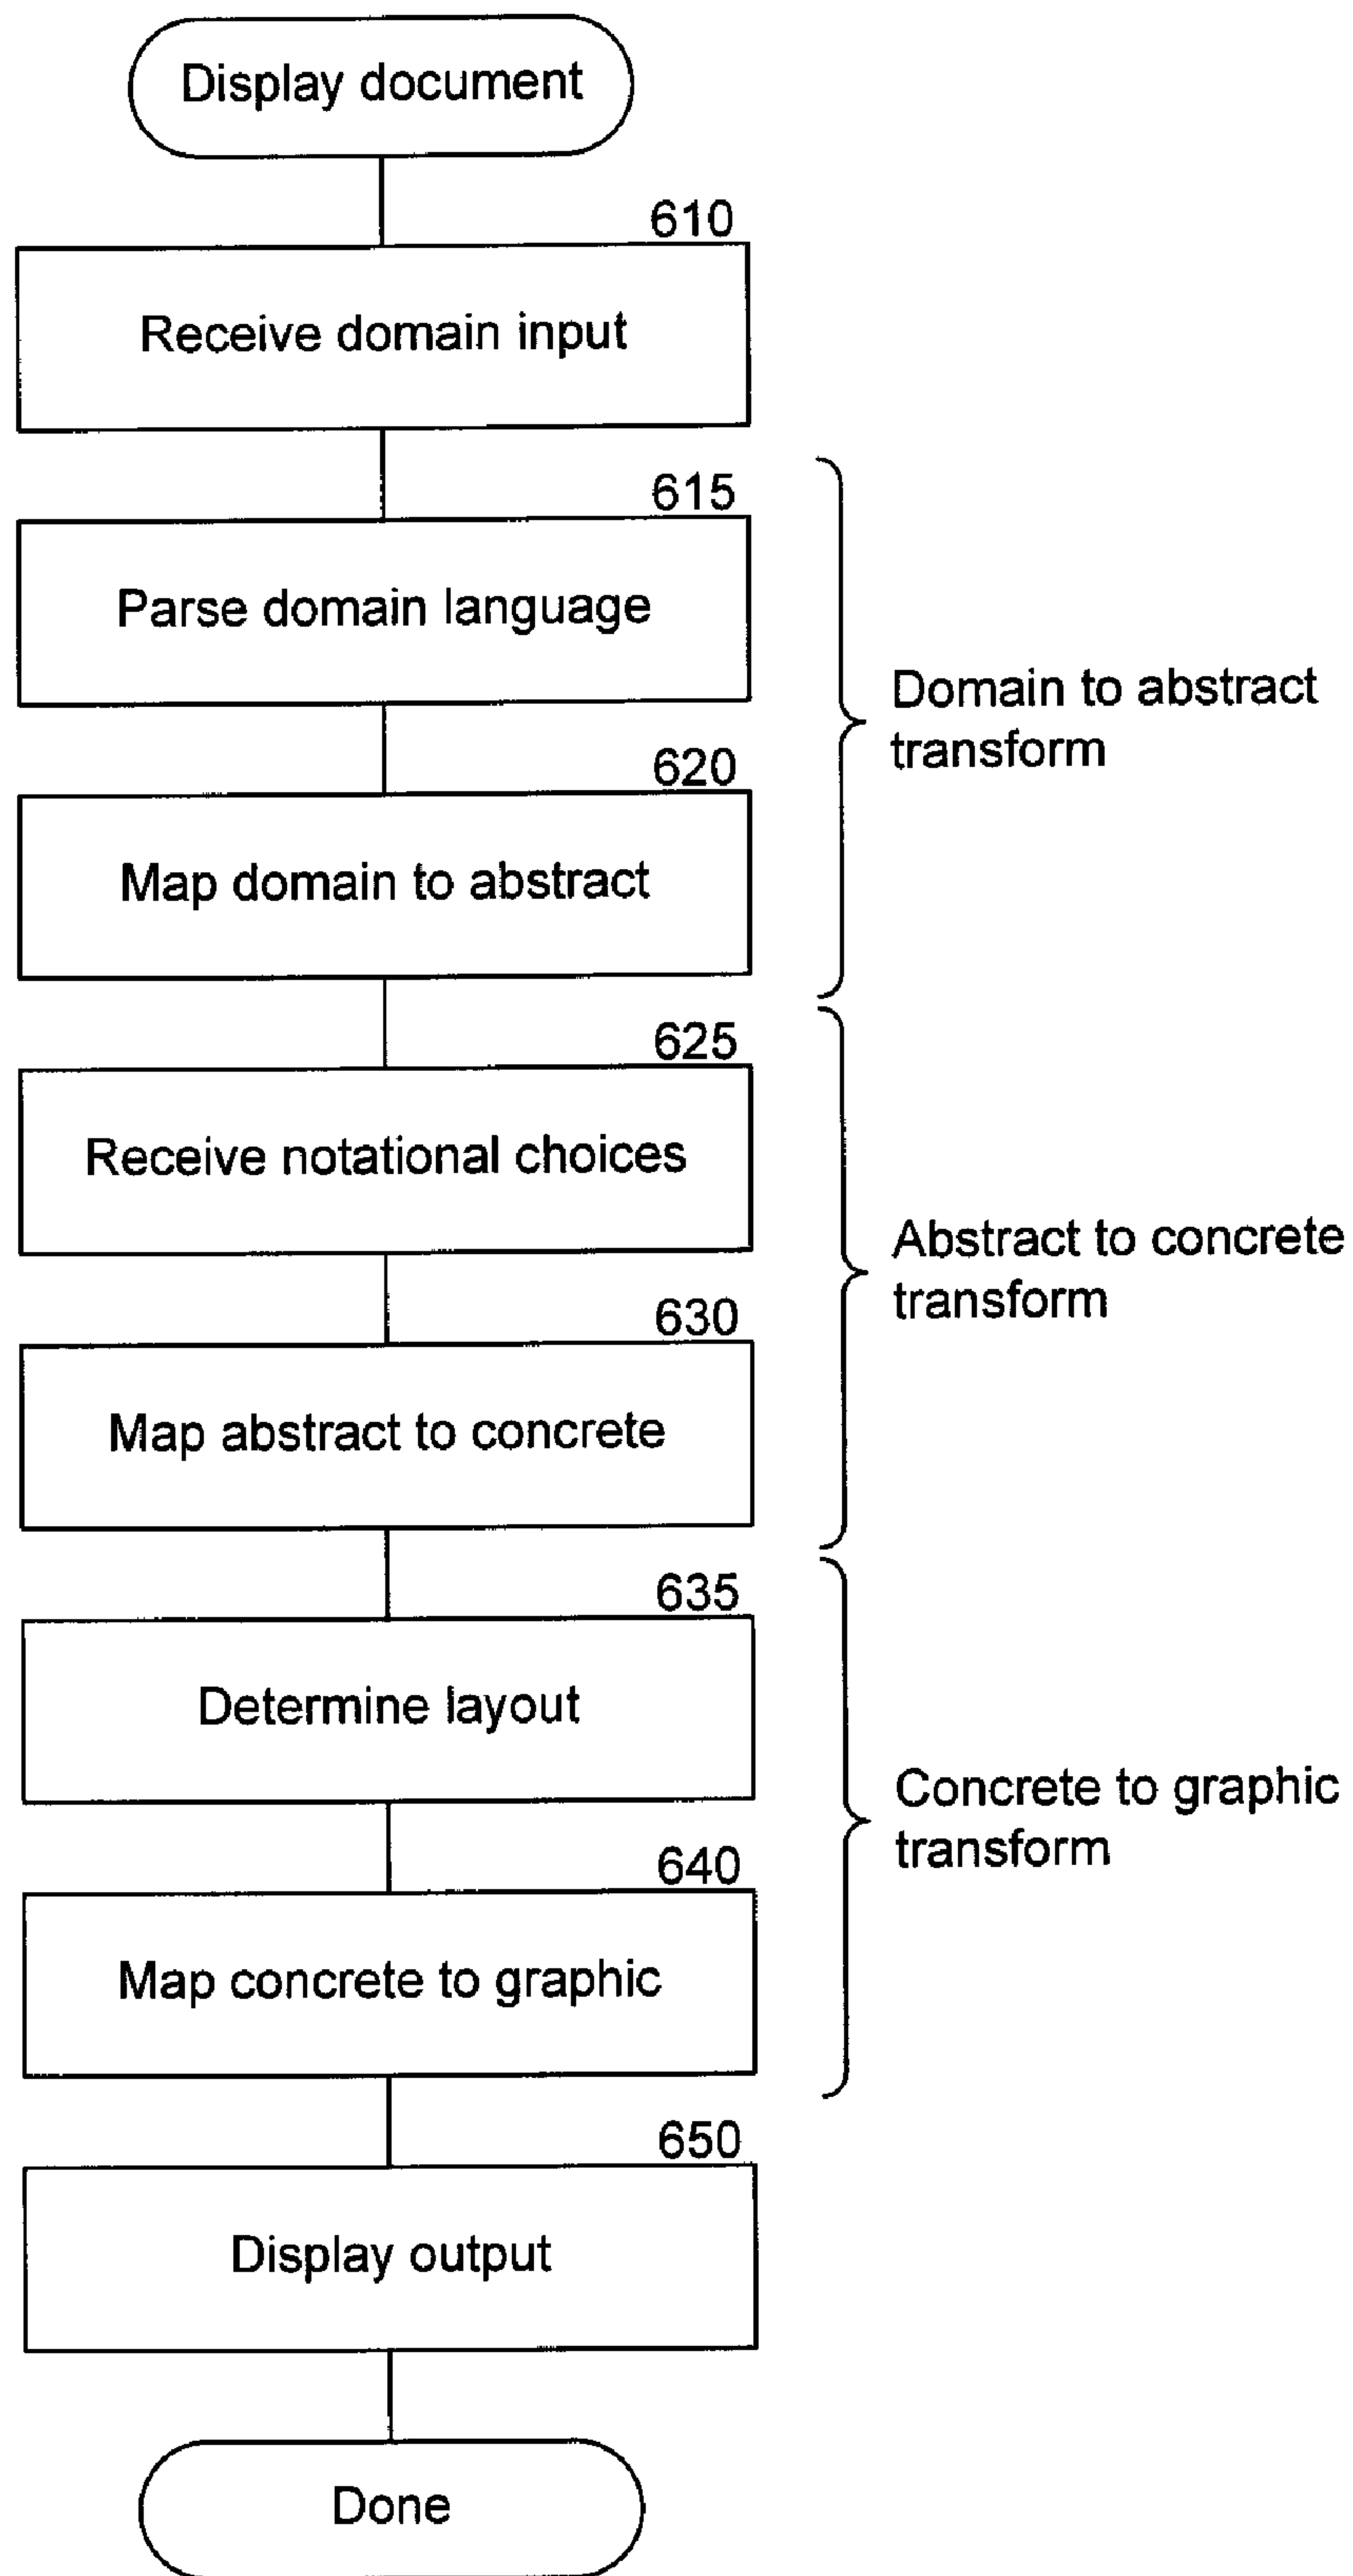 Display document
610
Receive domain input
615
Parse domain language
Domain to abstract
transform
620
Map domain to abstract
625
Receive notational choices
Abstract to concrete
transform
630
Map abstract to concrete
635
Determine layout
Concrete to graphic
transform
640
Map concrete to graphic
650
Display output
Done